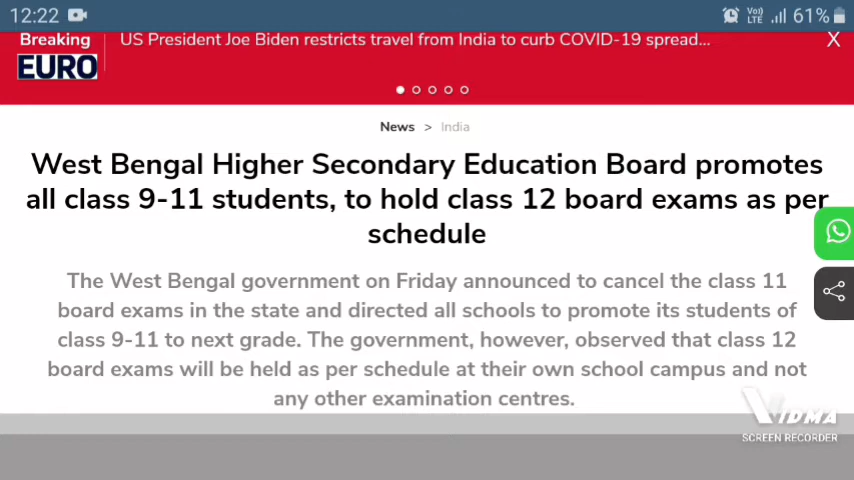 12:22 Vo)) LTE 61%
Breaking US President Joe Biden restricts travel from India to curb COVID-19 spread... X
EURO
News > India
West Bengal Higher Secondary Education Board promotes
all class 9-11 students, to hold class 12 board exams as per
schedule
The West Bengal government on Friday announced to cancel the class 11
board exams in the state and directed all schools to promote its students of
class 9-11 to next grade. The government, however, observed that class 12
board exams will be held as per schedule at their own school campus and not
any other examination centres.
VIDMA
SCREEN RECORDER